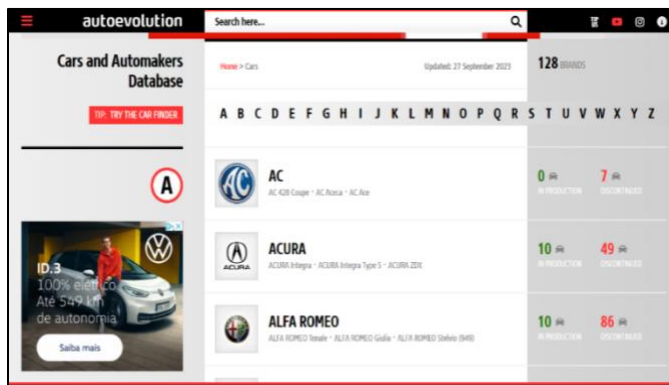 autoevolution
Search here...
Cars and Automakers
Database
TIP: TRY THE CAR FINDER
Home > Cars
Updated: 27 September 2023
128 BRANDS
A B C D E F G H I J K L M N O P Q R S T U V W X Y Z
A
AC
AC
AC 428 Coupe · AC Aceca · AC Ace
0
IN PRODUCTION
7
DISCONTINUED
ACURA
ACURA
ACURA Integra · ACURA Integra Type S · ACURA ZDX
10
IN PRODUCTION
49
DISCONTINUED
ALFA ROMEO
ALFA ROMEO Tonale · ALFA ROMEO Giulia · ALFA ROMEO Stelvio (949)
10
IN PRODUCTION
86
DISCONTINUED
ID.3
100% elétrico
Até 549 km
de autonomia
Saiba mais